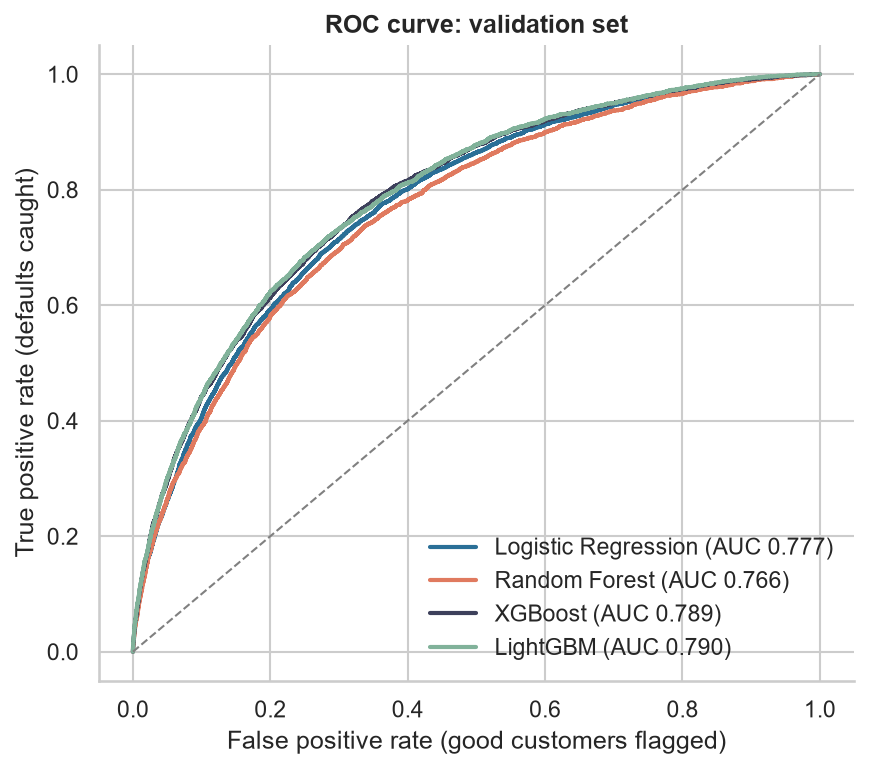 ROC curve: validation set
True positive rate (defaults caught)
1.0
0.8
0.6
0.4
0.2
0.0
Logistic Regression (AUC 0.777)
Random Forest (AUC 0.766)
XGBoost (AUC 0.789)
LightGBM (AUC 0.790)
0.0 0.2 0.4 0.6 0.8 1.0
False positive rate (good customers flagged)